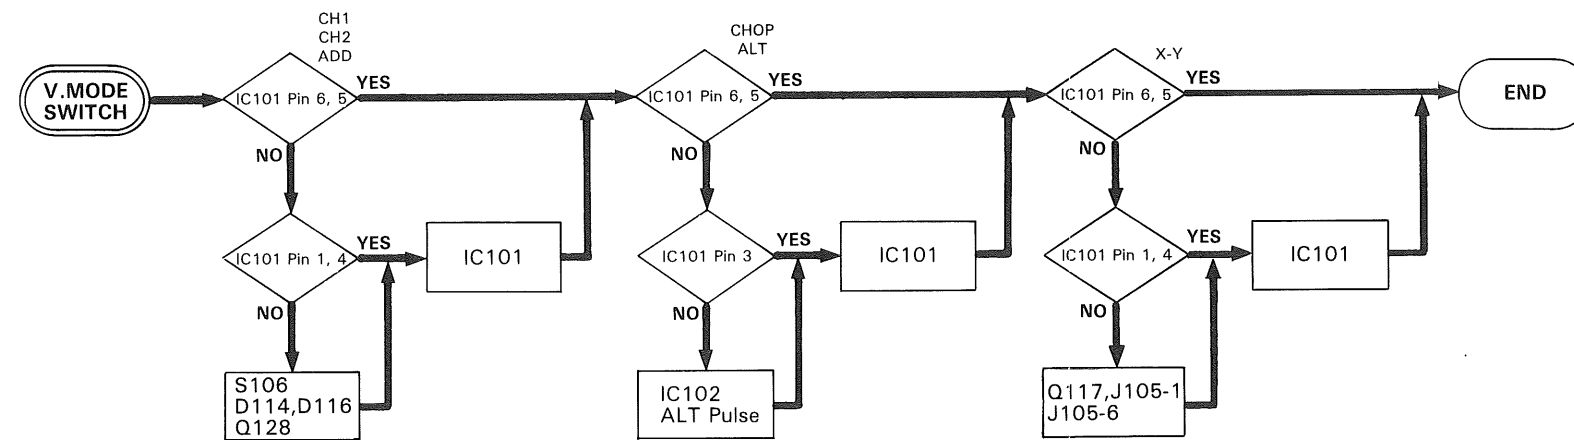 V.MODE
SWITCH
CH1
CH2
ADD
IC101 Pin 6, 5
YES
NO
IC101 Pin 1, 4
YES
IC101
NO
S106
D114,D116
Q128
CHOP
ALT
IC101 Pin 6, 5
YES
NO
IC101 Pin 3
YES
IC101
NO
IC102
ALT Pulse
X-Y
IC101 Pin 6, 5
YES
NO
IC101 Pin 1, 4
YES
IC101
NO
Q117,J105-1
J105-6
END